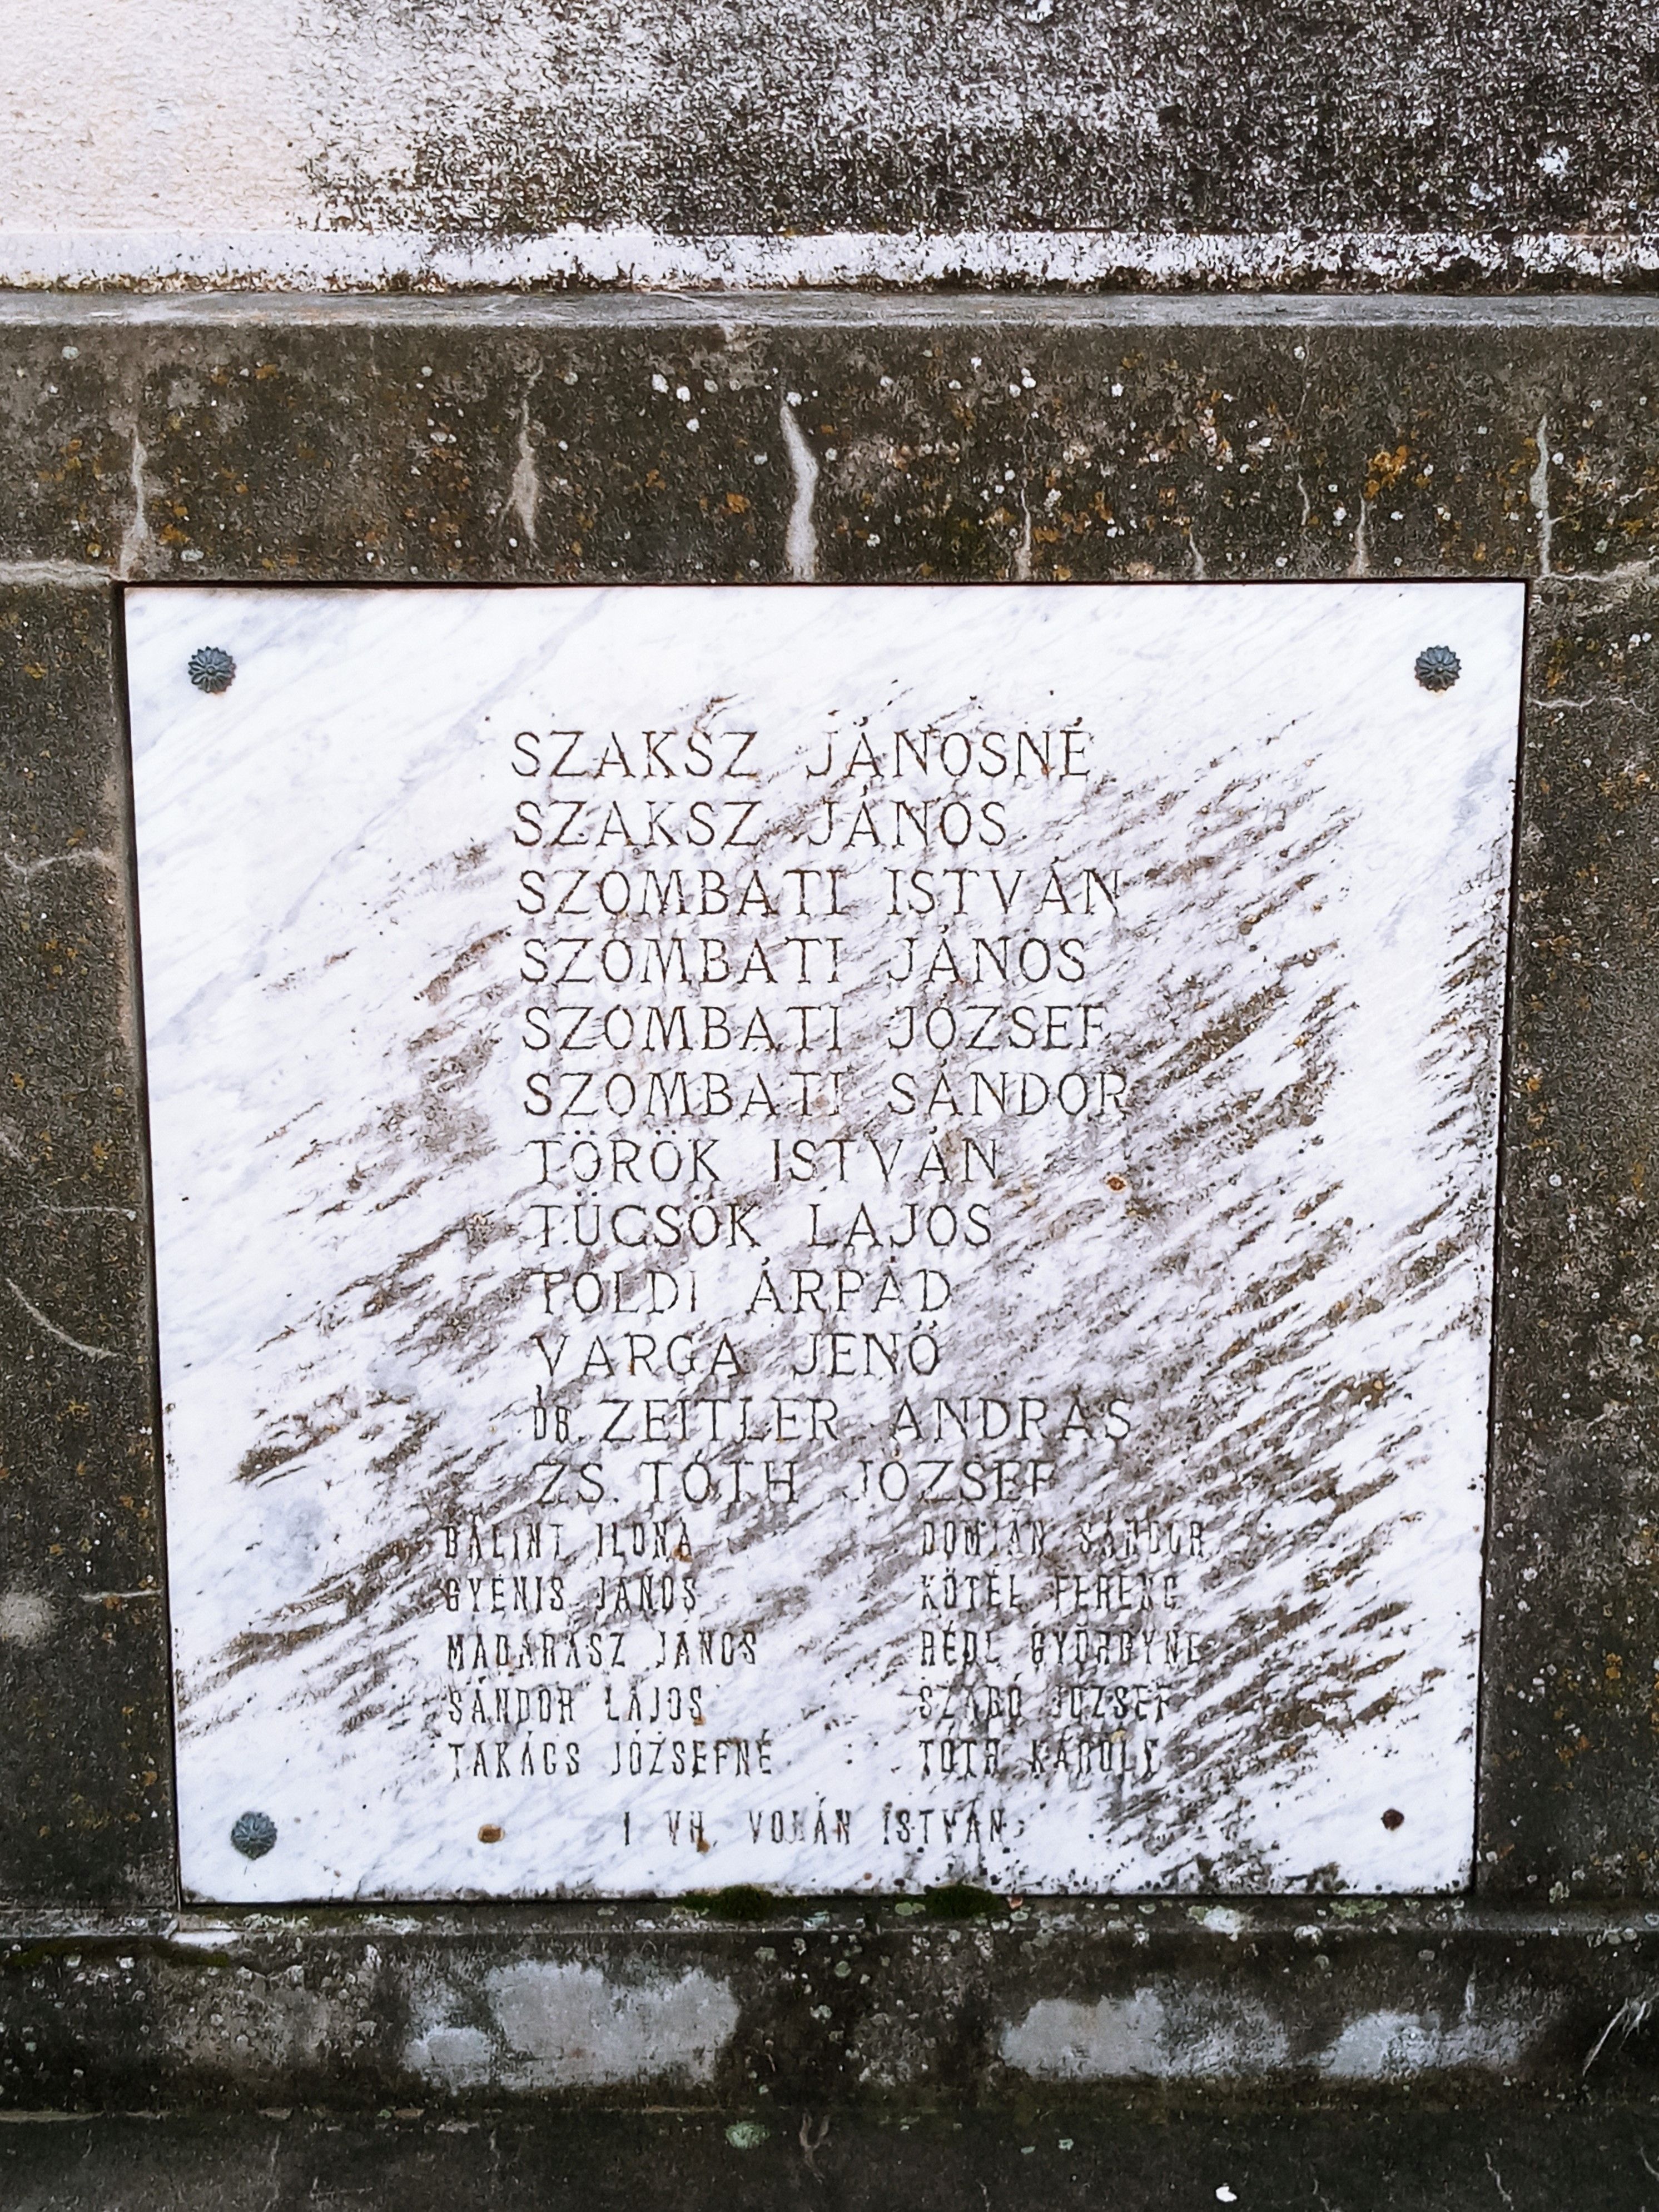 SZAKSZ JÁNOSNÉ
SZAKSZ JÁNOS
SZOMBATI ISTVÁN
SZOMBATI JÁNOS
SZOMBATI JÓZSEF
SZOMBATI SÁNDOR
TÖRÖK ISTVÁN
TÜCSÖK LAJOS
TOLDI ÁRPÁD
VARGA JENŐ
DR. ZEITLER ANDRÁS
ZS. TÓTH JÓZSEF
BÁLINT ILONA DOMJÁN SÁNDOR
GYENIS JÁNOS KÖTÉL FERENC
MADARÁSZ JÁNOS RÉDL GYÖRGYNÉ
SÁNDOR LAJOS SZABÓ JÓZSEF
TAKÁCS JÓZSEFNÉ TÓTH KÁROLY
I VH. ISTVÁN